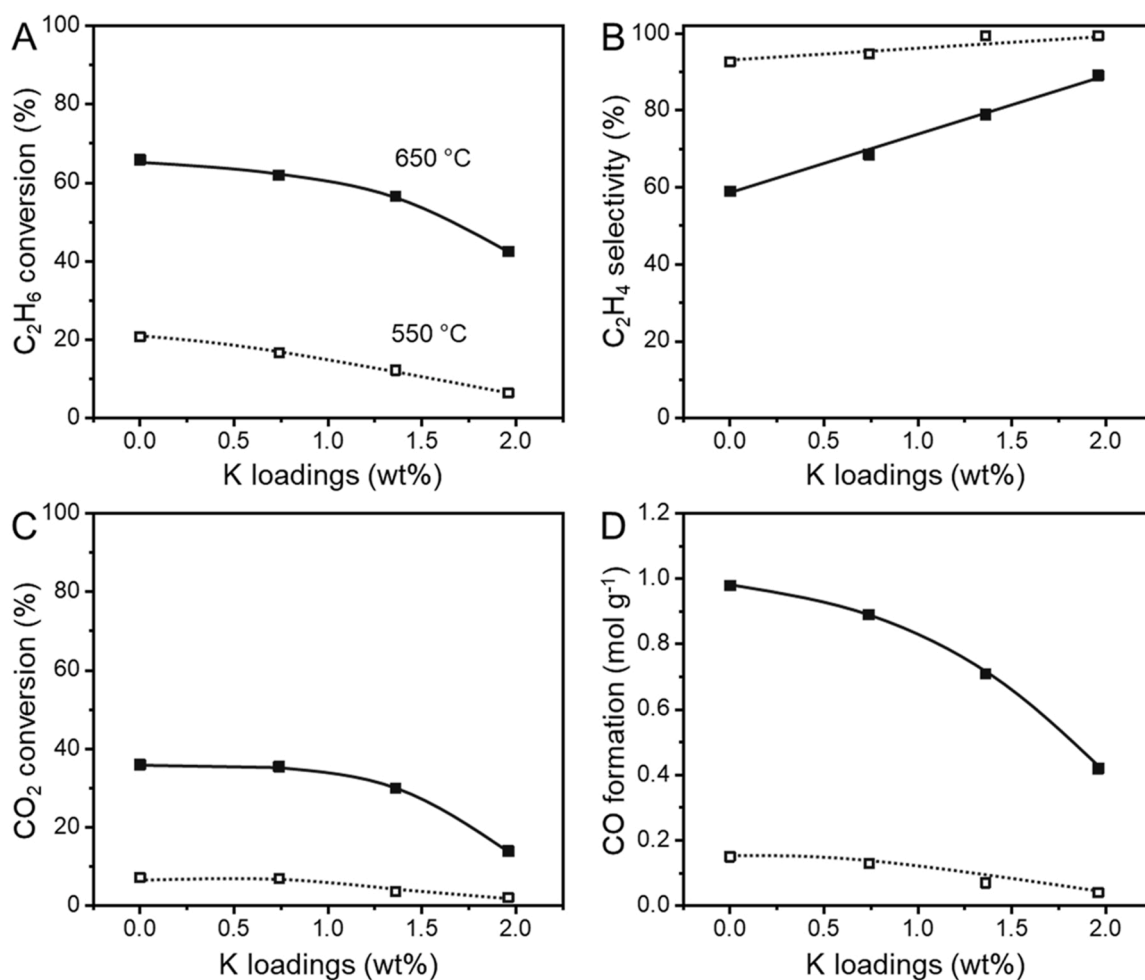 A
C₂H₆ conversion (%)
100
80
60
40
20
0
650 °C
550 °C
0.0 0.5 1.0 1.5 2.0
K loadings (wt%)
B
C₂H₄ selectivity (%)
100
80
60
40
20
0
0.0 0.5 1.0 1.5 2.0
K loadings (wt%)
C
CO₂ conversion (%)
100
80
60
40
20
0
0.0 0.5 1.0 1.5 2.0
K loadings (wt%)
D
CO formation (mol g⁻¹)
1.2
1.0
0.8
0.6
0.4
0.2
0.0
0.0 0.5 1.0 1.5 2.0
K loadings (wt%)